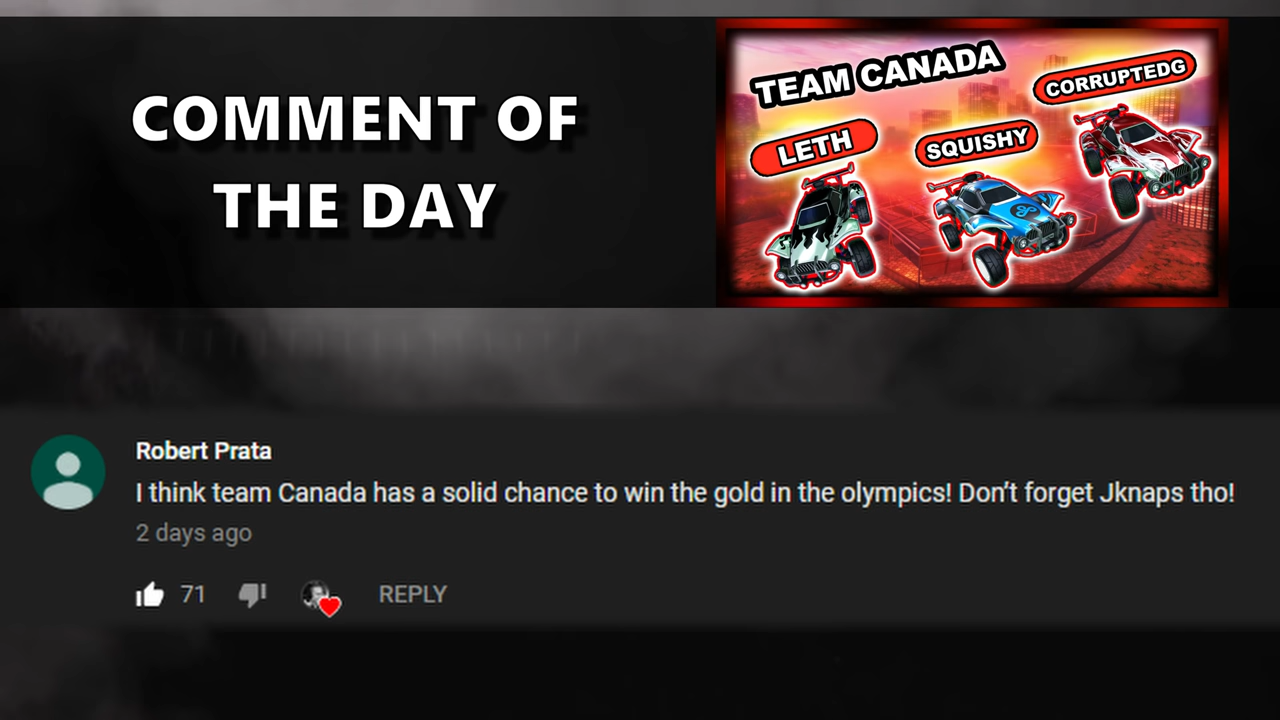 COMMENT OF
THE DAY
TEAM CANADA
LETH
SQUISHY
CORRUPTEDG
Robert Prata
I think team Canada has a solid chance to win the gold in the olympics! Don't forget Jknaps tho!
2 days ago
71
REPLY